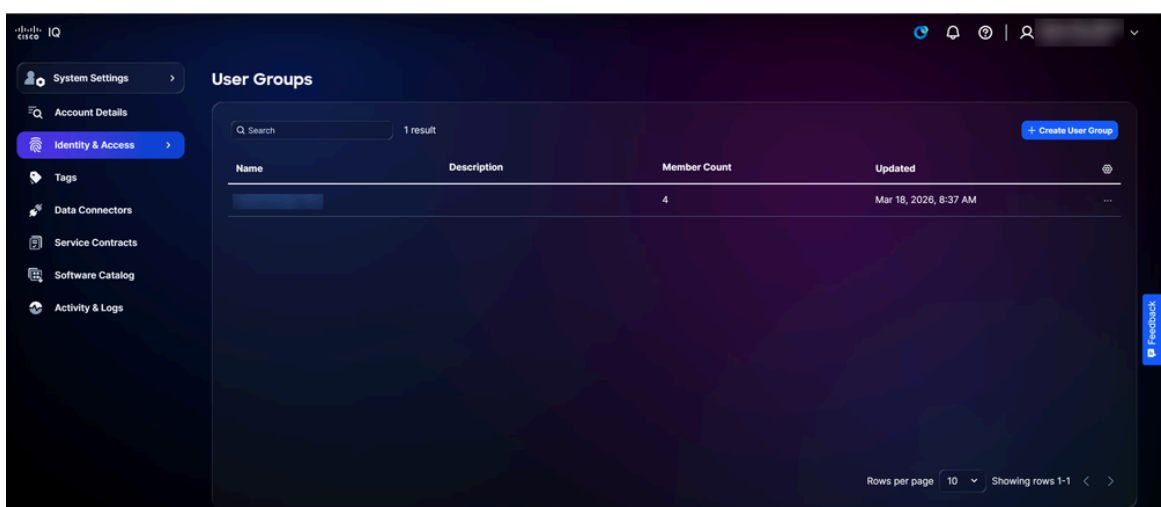 cisco IQ
System Settings
User Groups
Account Details
Search
1 result
+ Create User Group
Identity & Access
Name Description Member Count Updated
Tags
4 Mar 18, 2026, 8:37 AM ...
Data Connectors
Service Contracts
Software Catalog
Activity & Logs
Feedback
Rows per page 10 Showing rows 1-1